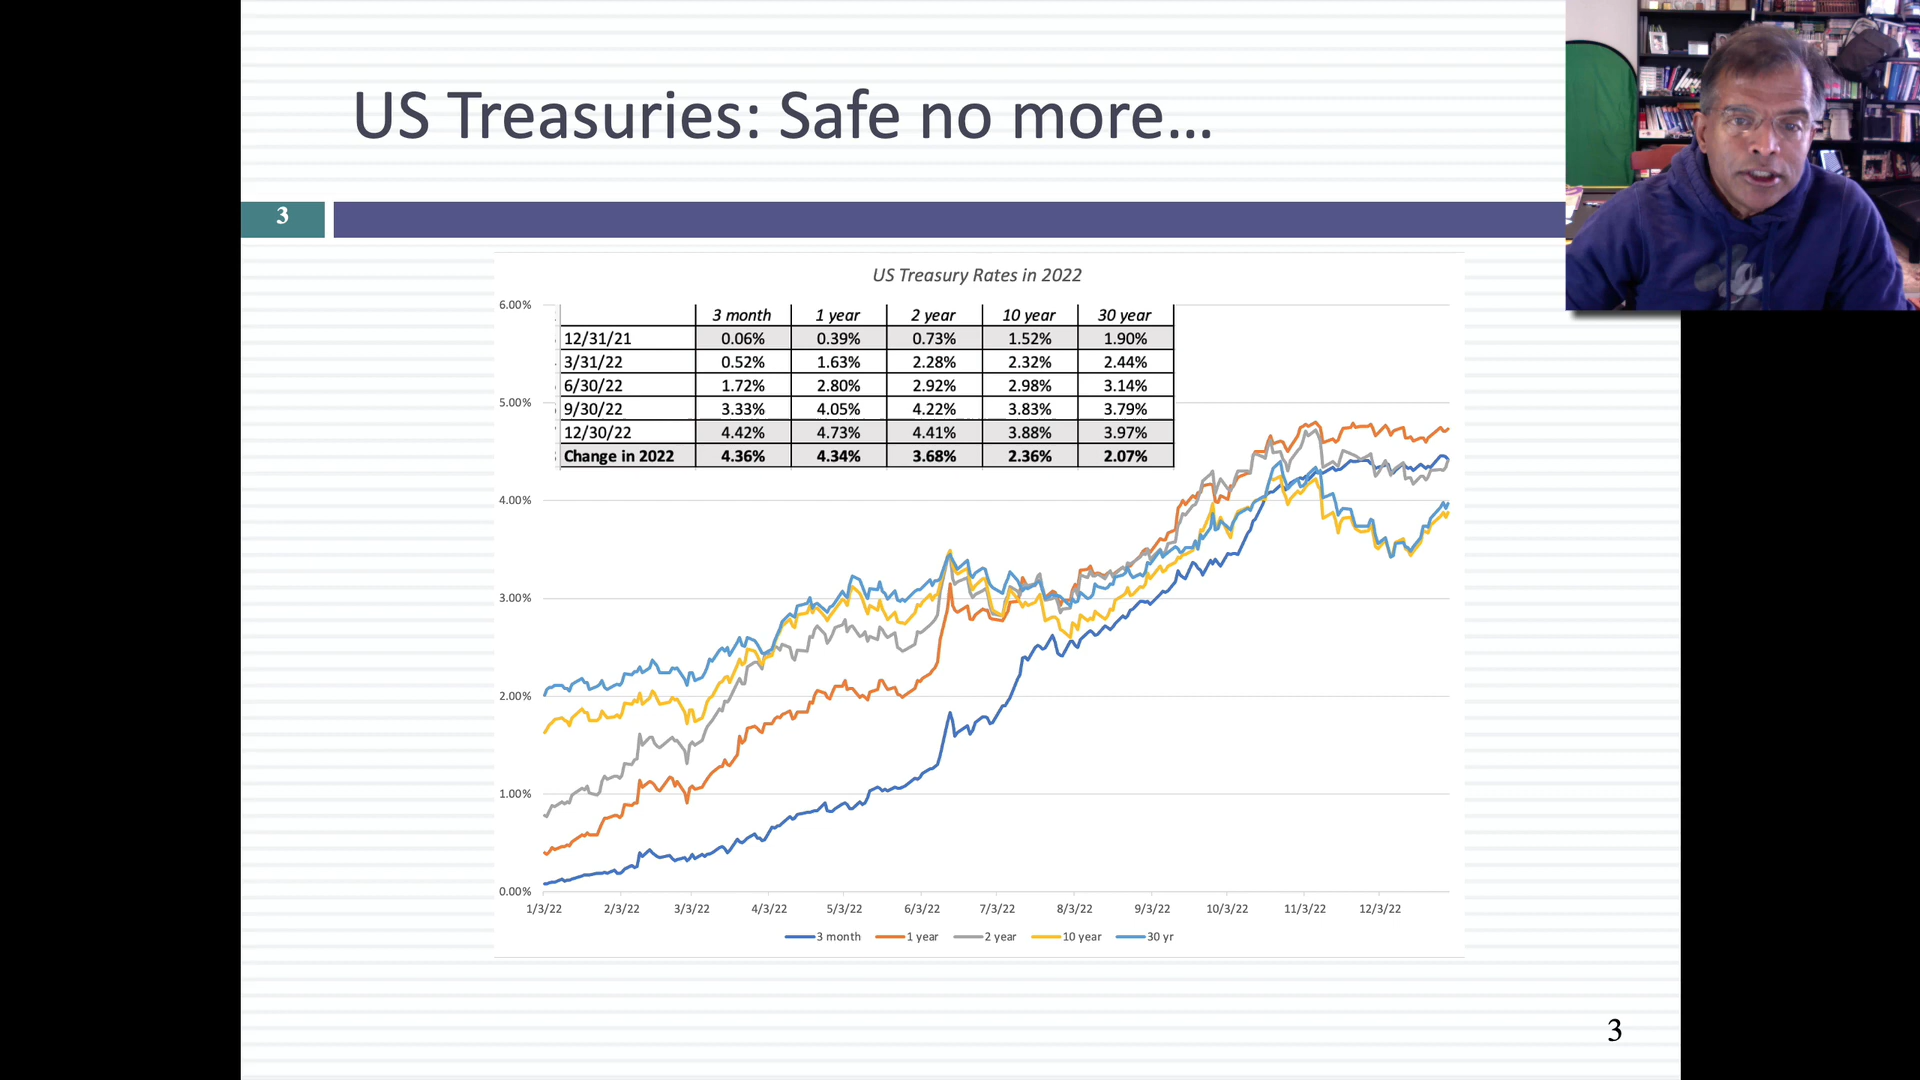 US Treasuries: Safe no more...
3
US Treasury Rates in 2022
3 month 1 year 2 year 10 year 30 year
12/31/21 0.06% 0.39% 0.73% 1.52% 1.90%
3/31/22 0.52% 1.63% 2.28% 2.32% 2.44%
6/30/22 1.72% 2.80% 2.92% 2.98% 3.14%
9/30/22 3.33% 4.05% 4.22% 3.83% 3.79%
12/30/22 4.42% 4.73% 4.41% 3.88% 3.97%
Change in 2022 4.36% 4.34% 3.68% 2.36% 2.07%
6.00%
5.00%
4.00%
3.00%
2.00%
1.00%
0.00%
1/3/22 2/3/22 3/3/22 4/3/22 5/3/22 6/3/22 7/3/22 8/3/22 9/3/22 10/3/22 11/3/22 12/3/22
3 month 1 year 2 year 10 year 30 yr
3